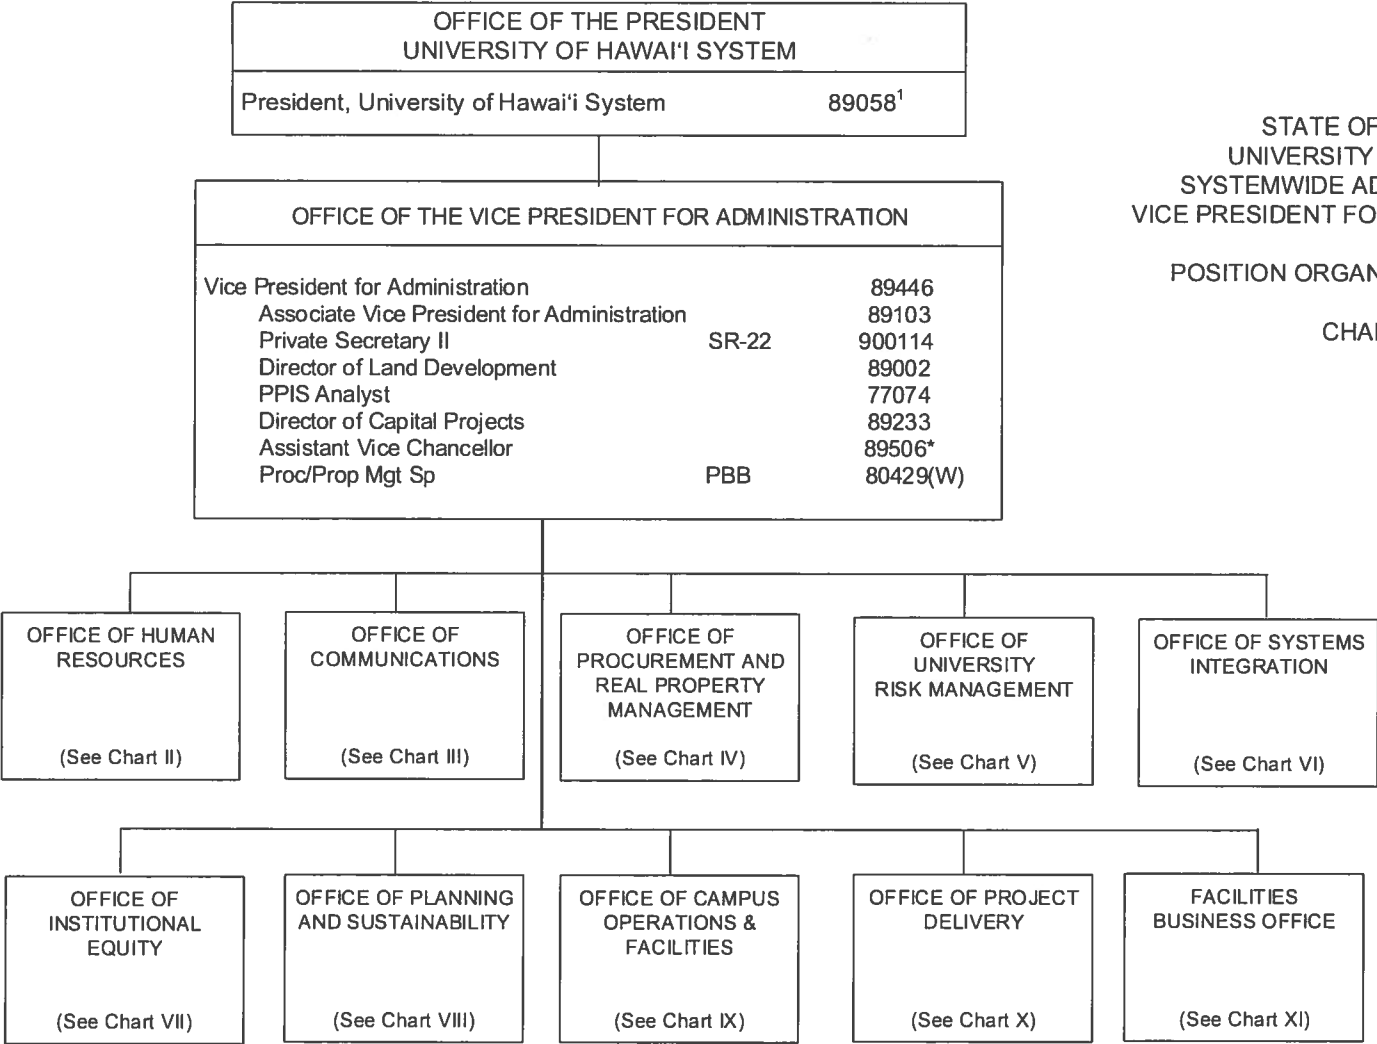 OFFICE OF THE PRESIDENT
UNIVERSITY OF HAWAIʻI SYSTEM
President, University of Hawaiʻi System 89058¹
STATE OF
UNIVERSITY
SYSTEMWIDE AD
VICE PRESIDENT FO
POSITION ORGAN
CHA
OFFICE OF THE VICE PRESIDENT FOR ADMINISTRATION
Vice President for Administration 89446
Associate Vice President for Administration 89103
Private Secretary II SR-22 900114
Director of Land Development 89002
PPIS Analyst 77074
Director of Capital Projects 89233
Assistant Vice Chancellor 89506*
Proc/Prop Mgt Sp PBB 80429(W)
OFFICE OF HUMAN
RESOURCES
(See Chart II)
OFFICE OF
COMMUNICATIONS
(See Chart III)
OFFICE OF
PROCUREMENT AND
REAL PROPERTY
MANAGEMENT
(See Chart IV)
OFFICE OF
UNIVERSITY
RISK MANAGEMENT
(See Chart V)
OFFICE OF SYSTEMS
INTEGRATION
(See Chart VI)
OFFICE OF
INSTITUTIONAL
EQUITY
(See Chart VII)
OFFICE OF PLANNING
AND SUSTAINABILITY
(See Chart VIII)
OFFICE OF CAMPUS
OPERATIONS &
FACILITIES
(See Chart IX)
OFFICE OF PROJECT
DELIVERY
(See Chart X)
FACILITIES
BUSINESS OFFICE
(See Chart XI)